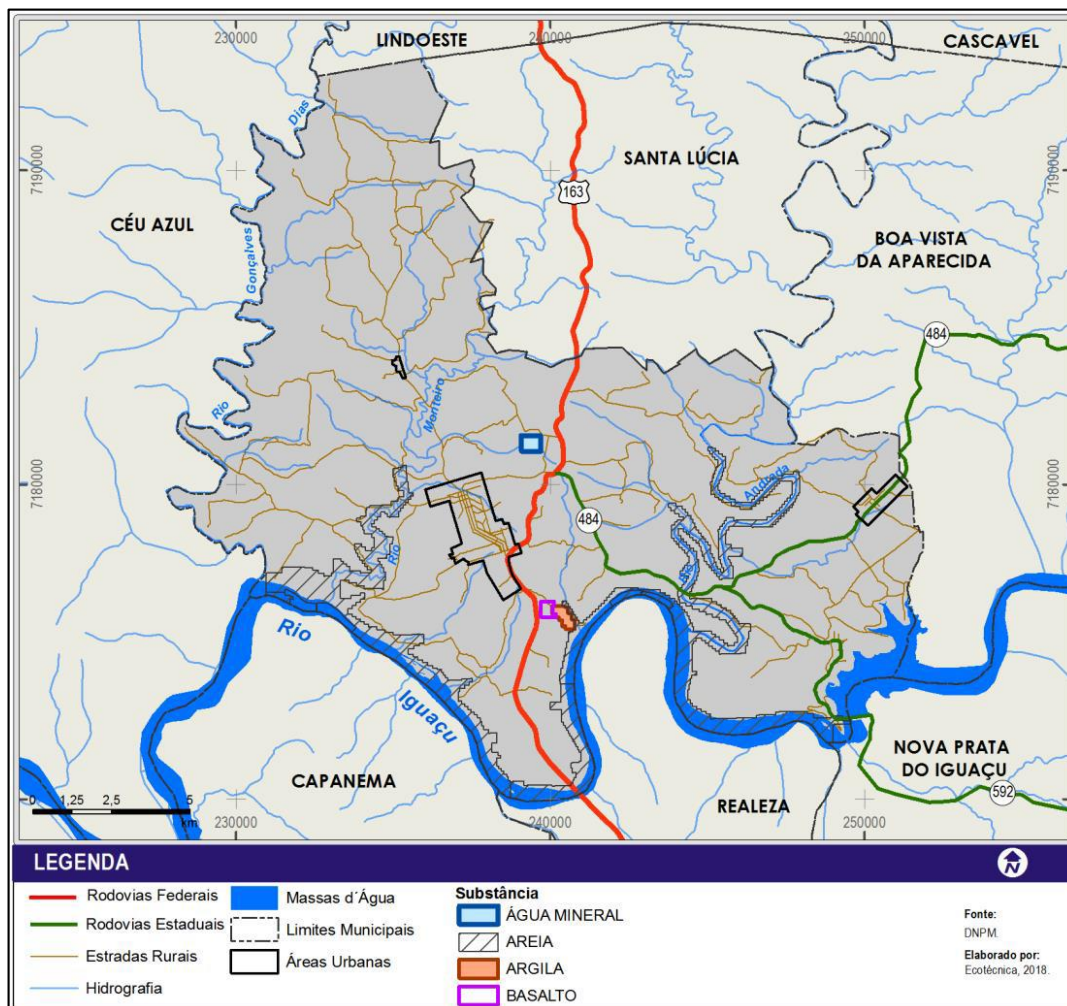 230000
240000
250000
LINDOESTE
CASCAVEL
Dias
7190000
7190000
SANTA LÚCIA
163
CÉU AZUL
BOA VISTA
DA APARECIDA
Gonçalves
484
Monteiro
Rio
7180000
Andrada
7180000
484
Rio
Rio
Rio
Iguaçu
CAPANEMA
REALEZA
NOVA PRATA
DO IGUAÇU
592
0 1,25 2,5 5
km
230000
240000
250000
LEGENDA
N
Rodovias Federais
Rodovias Estaduais
Estradas Rurais
Hidrografia
Massas d´Água
Limites Municipais
Áreas Urbanas
Substância
ÁGUA MINERAL
AREIA
ARGILA
BASALTO
Fonte:
DNPM.
Elaborado por:
Ecotécnica, 2018.